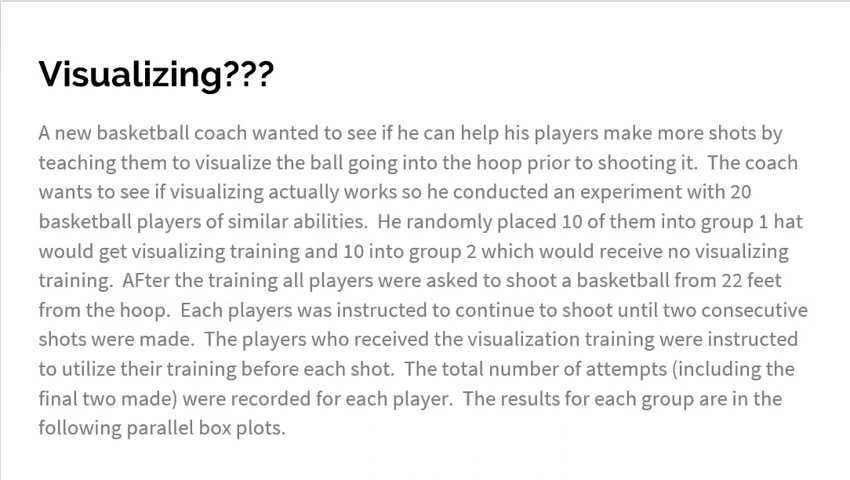 Visualizing???
A new basketball coach wanted to see if he can help his players make more shots by
teaching them to visualize the ball going into the hoop prior to shooting it.  The coach
wants to see if visualizing actually works so he conducted an experiment with 20
basketball players of similar abilities.  He randomly placed 10 of them into group 1 hat
would get visualizing training and 10 into group 2 which would receive no visualizing
training.  AFter the training all players were asked to shoot a basketball from 22 feet
from the hoop.  Each players was instructed to continue to shoot until two consecutive
shots were made.  The players who received the visualization training were instructed
to utilize their training before each shot.  The total number of attempts (including the
final two made) were recorded for each player.  The results for each group are in the
following parallel box plots.